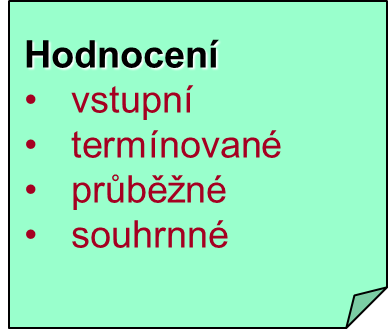 Hodnocení
• vstupní
• termínované
• průběžné
• souhrnné